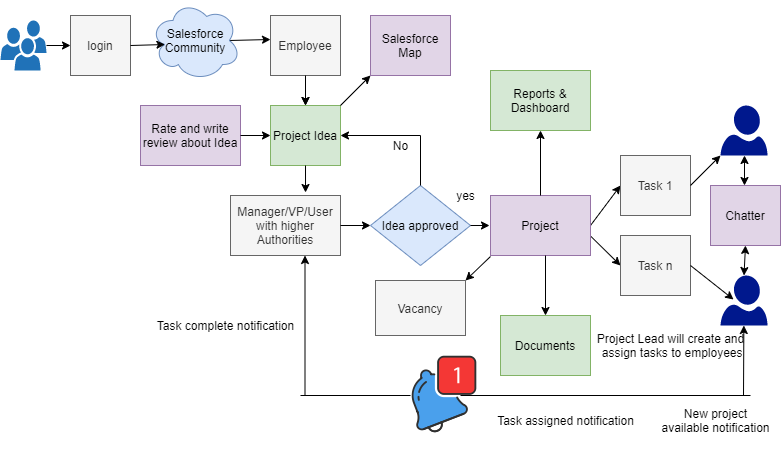 login
Salesforce
Community
Employee
Salesforce
Map
Rate and write
review about Idea
Project Idea
No
Reports &
Dashboard
Manager/VP/User
with higher
Authorities
Idea approved
yes
Project
Task 1
Task n
Chatter
Vacancy
Documents
Task complete notification
Project Lead will create and
assign tasks to employees
1
Task assigned notification
New project
available notification